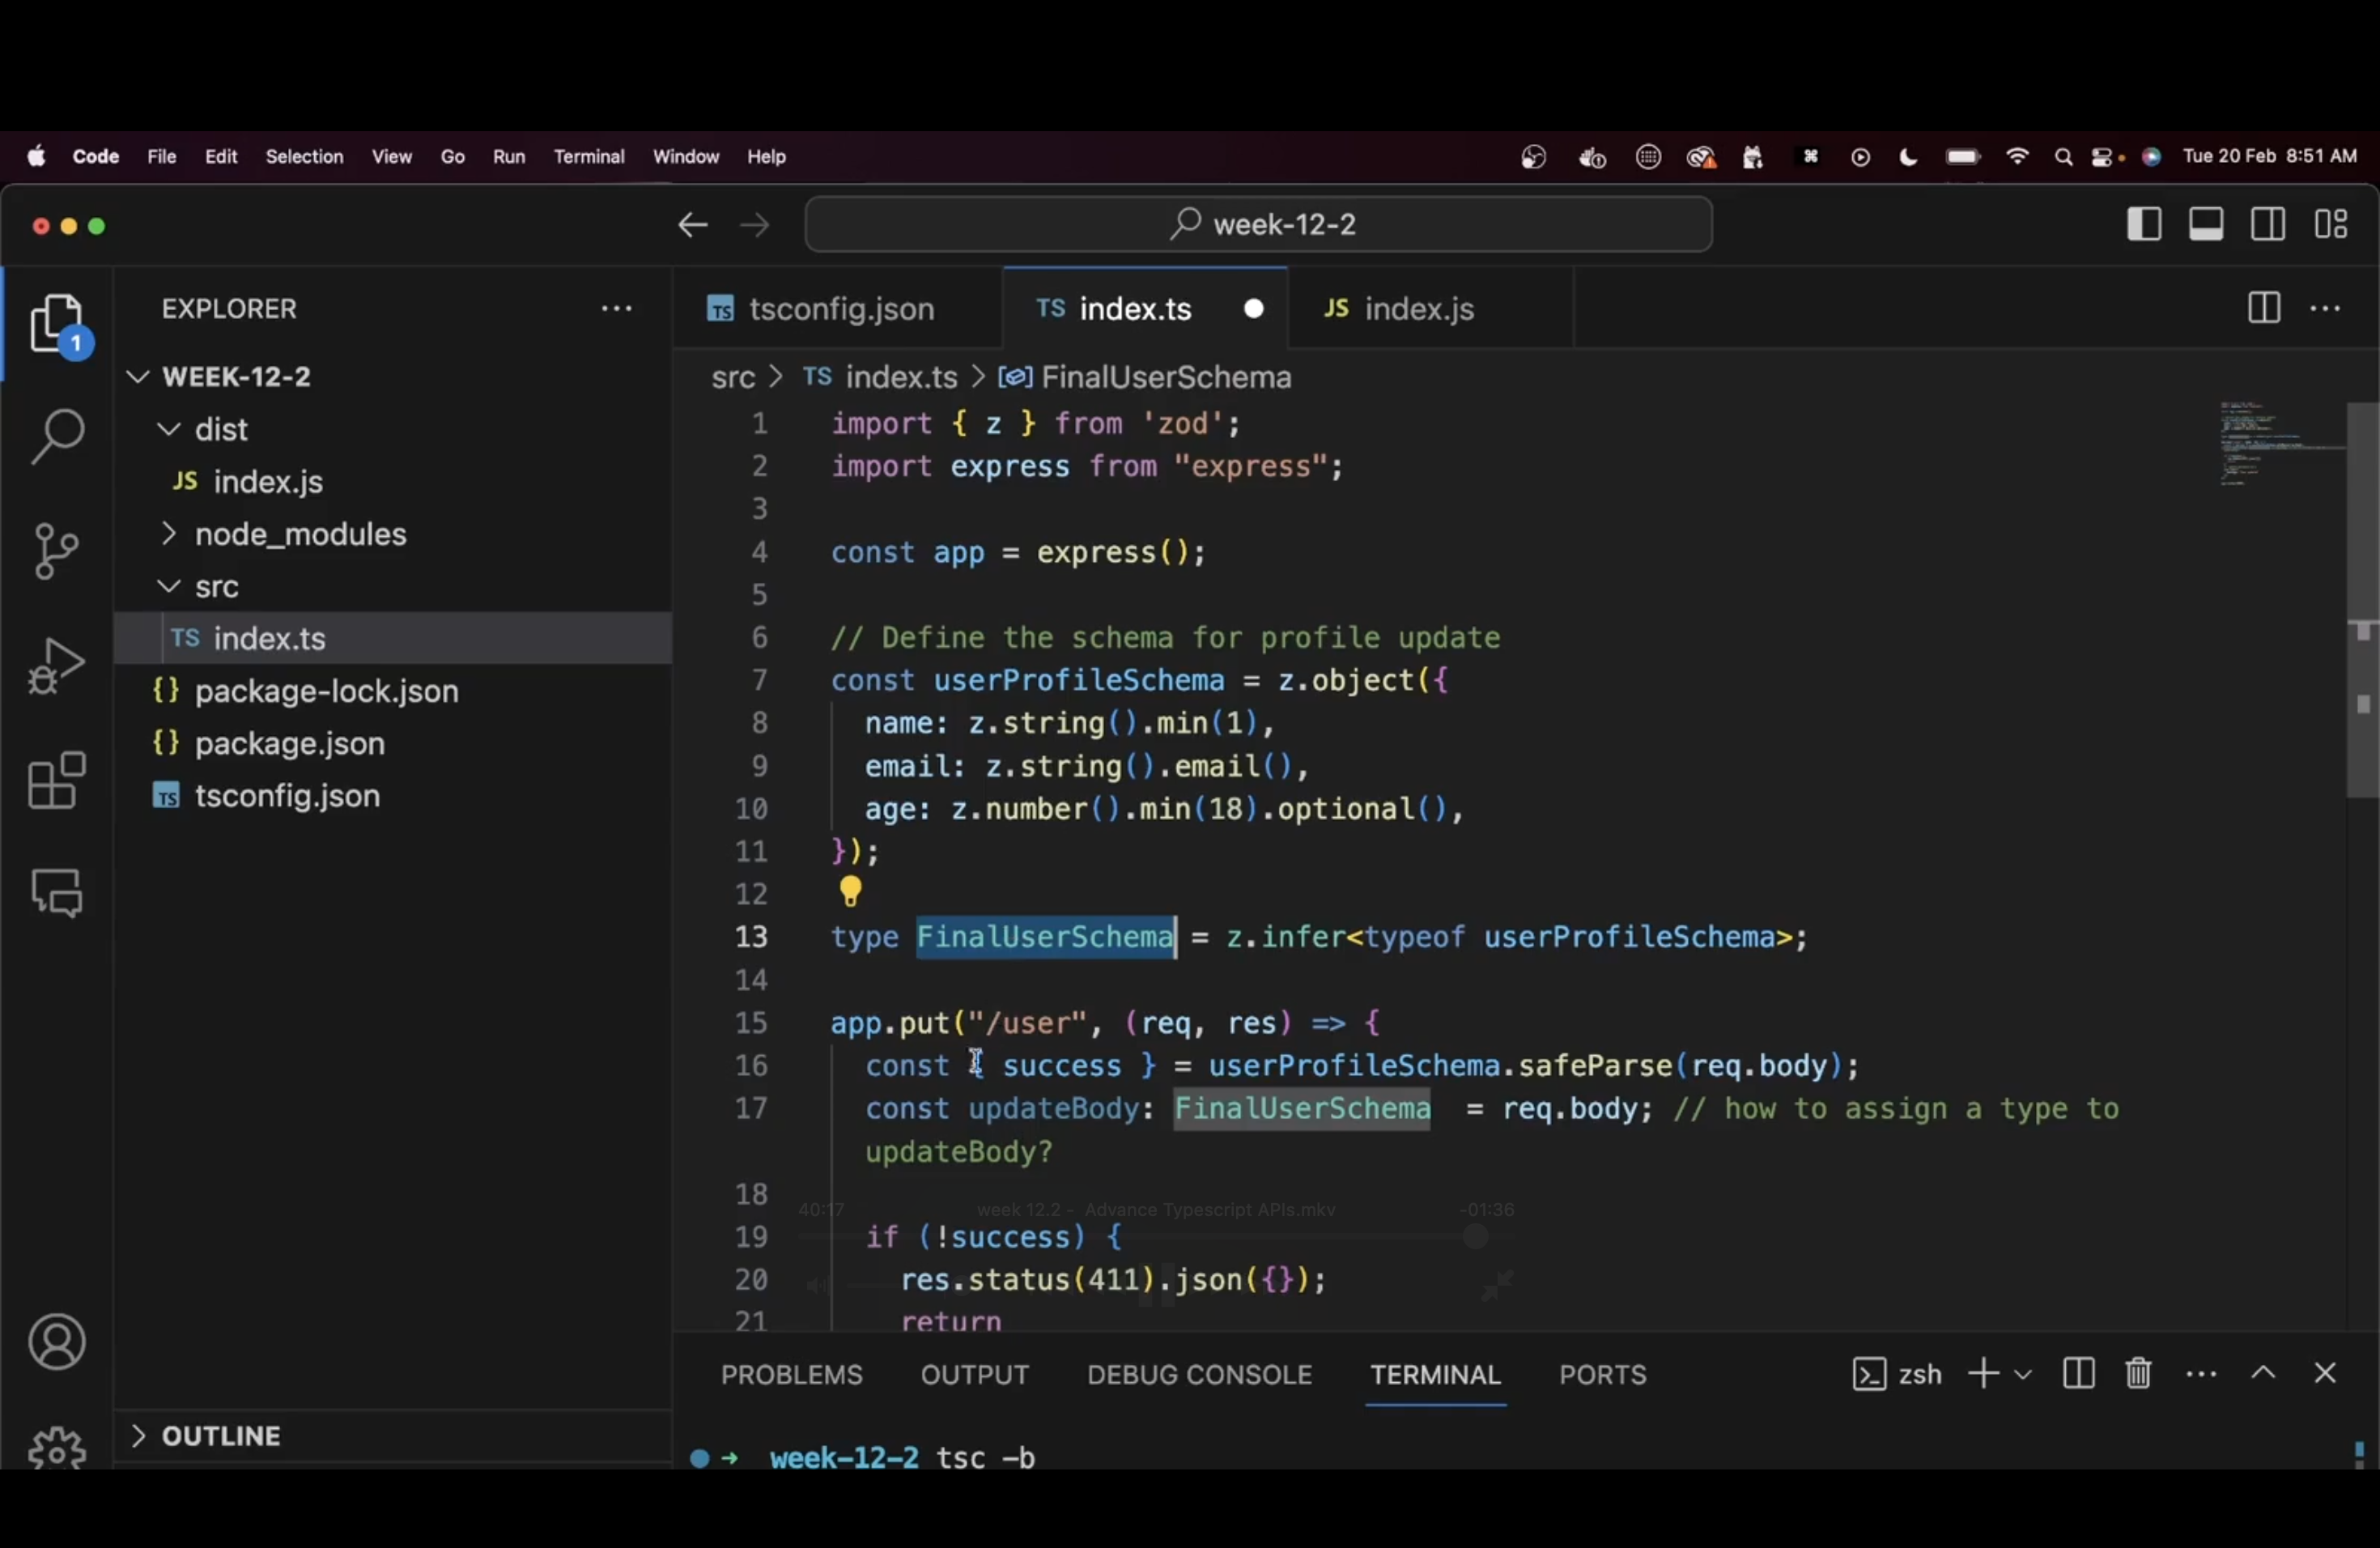 Code File Edit Selection View Go Run Terminal Window Help Tue 20 Feb 8:51 AM
week-12-2
EXPLORER
1
WEEK-12-2
dist
JS index.js
node_modules
src
TS index.ts
{} package-lock.json
{} package.json
TS tsconfig.json
OUTLINE
TS tsconfig.json TS index.ts JS index.js
src > TS index.ts > FinalUserSchema
1 import { z } from 'zod';
2 import express from "express";
3
4 const app = express();
5
6 // Define the schema for profile update
7 const userProfileSchema = z.object({
8 name: z.string().min(1),
9 email: z.string().email(),
10 age: z.number().min(18).optional(),
11 });
12
13 type FinalUserSchema = z.infer<typeof userProfileSchema>;
14
15 app.put("/user", (req, res) => {
16 const { success } = userProfileSchema.safeParse(req.body);
17 const updateBody: FinalUserSchema = req.body; // how to assign a type to
updateBody?
18
40:17 week 12.2 - Advance Typescript APIs.mkv -01:36
19 if (!success) {
20 res.status(411).json({});
21 return
PROBLEMS OUTPUT DEBUG CONSOLE TERMINAL PORTS zsh
week-12-2 tsc -b